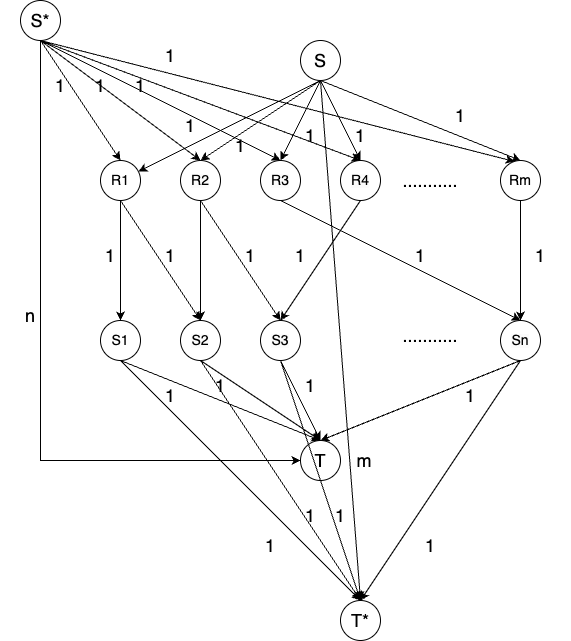 S*
S
1
1 1 1
1
1
1
1 1
R1 R2 R3 R4 ........... Rm
1 1 1 1 1 1
n
S1 S2 S3 ........... Sn
1 1 1 1
T m
1 1
1 1
T*